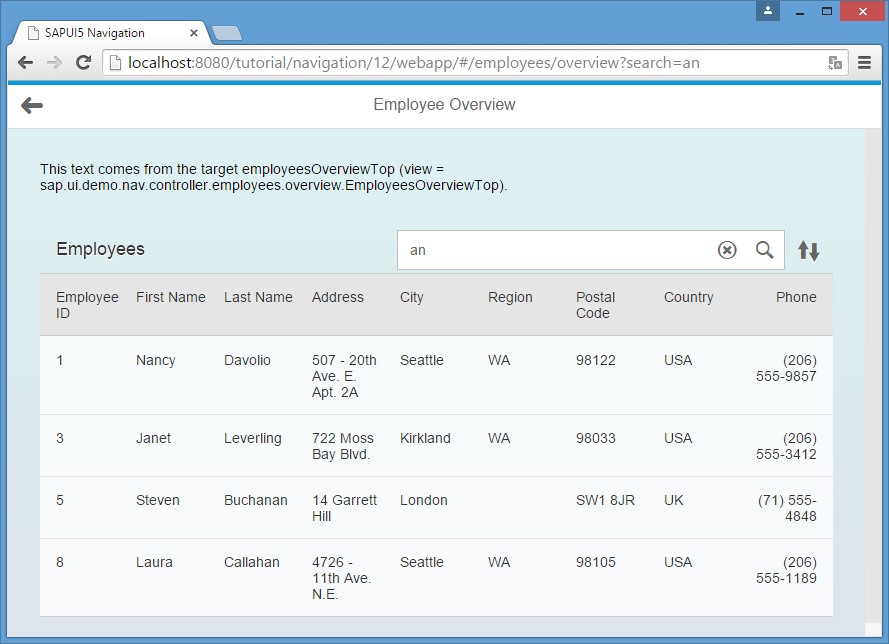 SAPUI5 Navigation
localhost:8080/tutorial/navigation/12/webapp/#/employees/overview?search=an
Employee Overview
This text comes from the target employeesOverviewTop (view =
sap.ui.demo.nav.controller.employees.overview.EmployeesOverviewTop).
Employees an
Employee First Name Last Name Address City Region Postal Country Phone
ID Code
1 Nancy Davolio 507 - 20th Seattle WA 98122 USA (206)
Ave. E. 555-9857
Apt. 2A
3 Janet Leverling 722 Moss Kirkland WA 98033 USA (206)
Bay Blvd. 555-3412
5 Steven Buchanan 14 Garrett London SW1 8JR UK (71) 555-
Hill 4848
8 Laura Callahan 4726 - Seattle WA 98105 USA (206)
11th Ave. 555-1189
N.E.